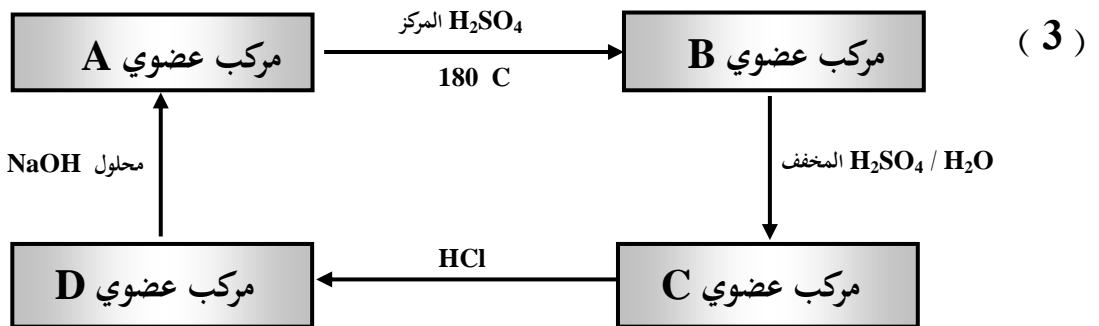 ( 3 )
مركب عضوي A
H₂SO₄ المركز
180 C
مركب عضوي B
محلول NaOH
H₂SO₄ / H₂O المخفف
مركب عضوي D
HCl
مركب عضوي C